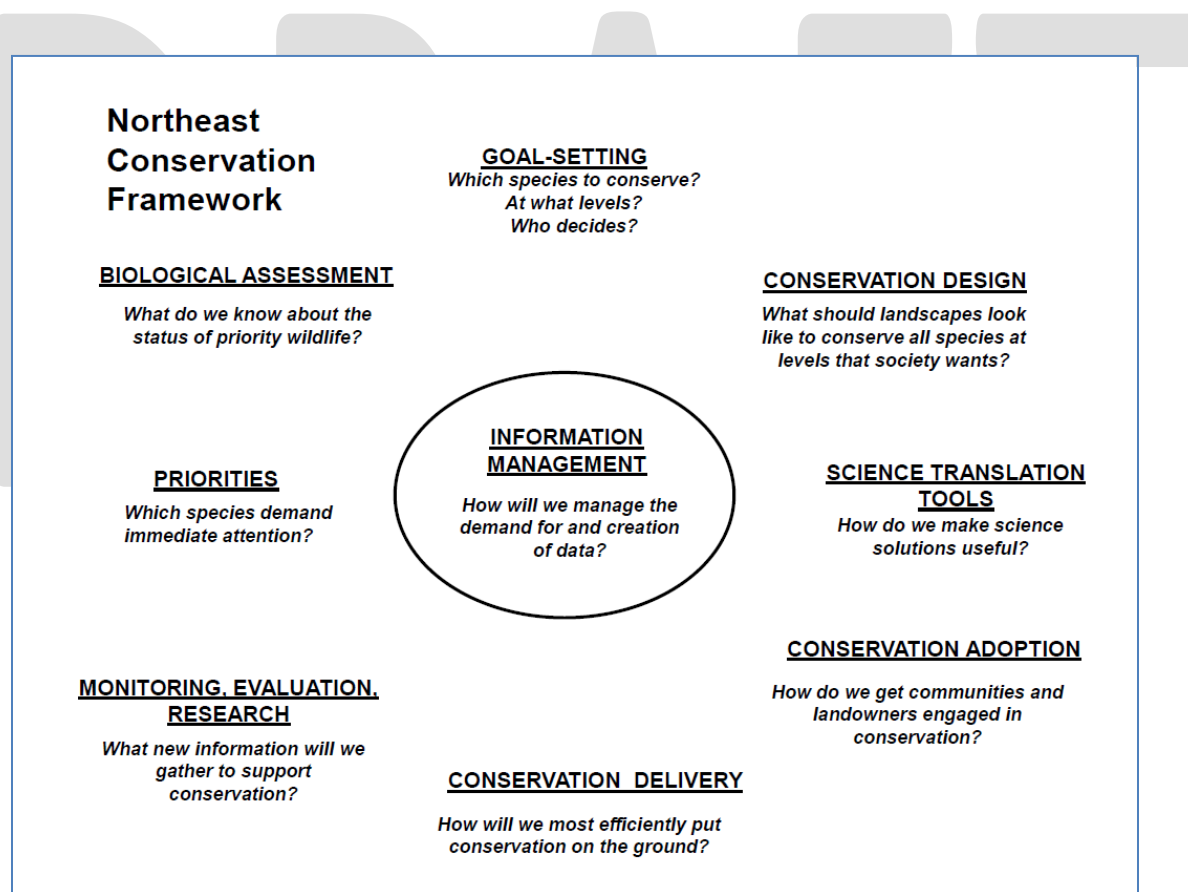 DRAFT
Northeast
Conservation
Framework
GOAL-SETTING
Which species to conserve?
At what levels?
Who decides?
BIOLOGICAL ASSESSMENT
What do we know about the
status of priority wildlife?
CONSERVATION DESIGN
What should landscapes look
like to conserve all species at
levels that society wants?
INFORMATION
MANAGEMENT
How will we manage the
demand for and creation
of data?
PRIORITIES
Which species demand
immediate attention?
SCIENCE TRANSLATION
TOOLS
How do we make science
solutions useful?
CONSERVATION ADOPTION
How do we get communities and
landowners engaged in
conservation?
MONITORING, EVALUATION,
RESEARCH
What new information will we
gather to support
conservation?
CONSERVATION DELIVERY
How will we most efficiently put
conservation on the ground?